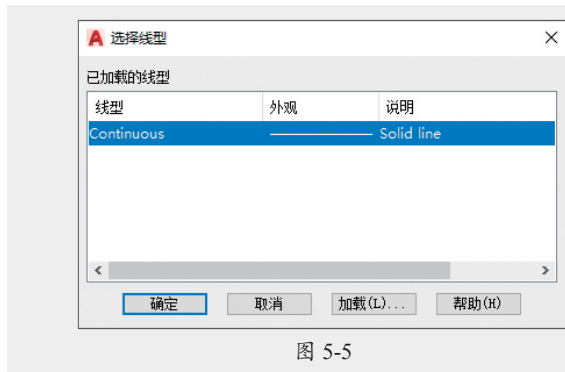 选择线型
已加载的线型
线型 外观 说明
Continuous Solid line
确定 取消 加载(L)... 帮助(H)
图 5-5